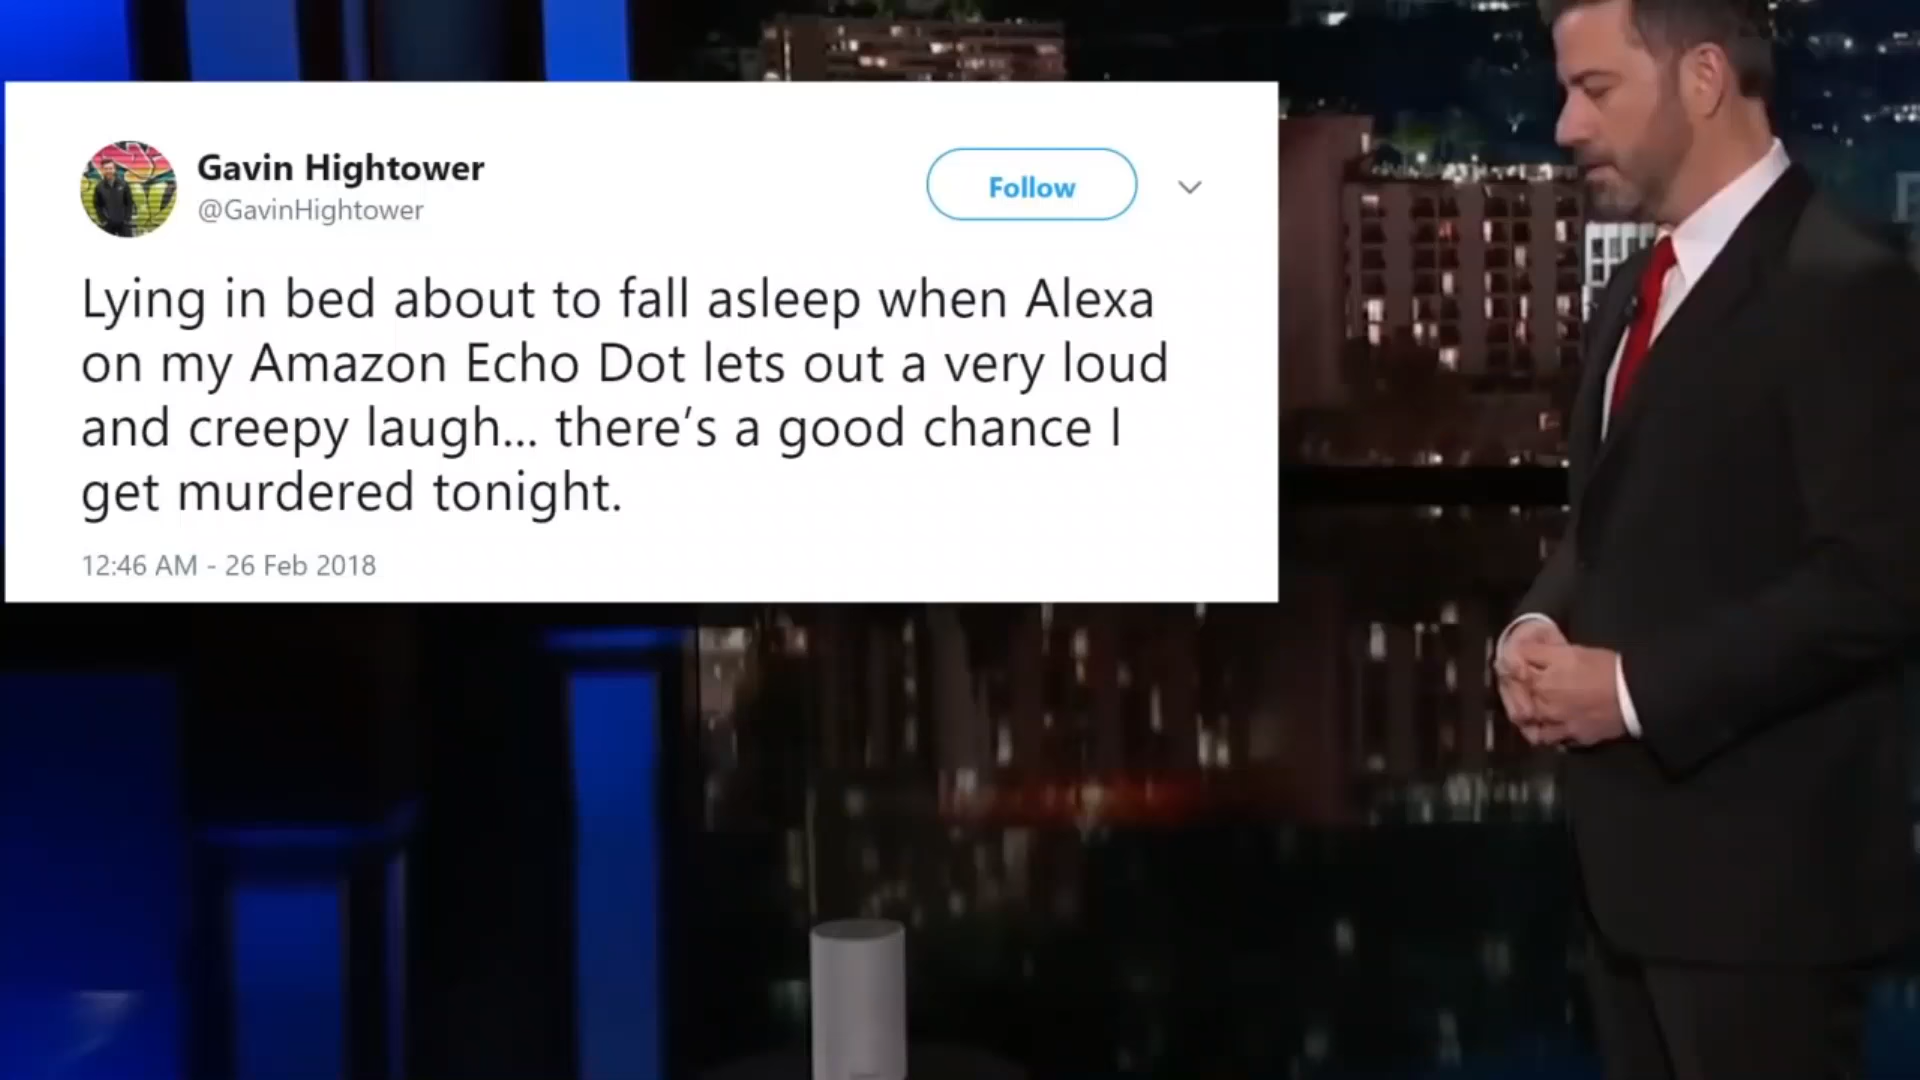 Gavin Hightower
@GavinHightower
Follow
Lying in bed about to fall asleep when Alexa
on my Amazon Echo Dot lets out a very loud
and creepy laugh... there's a good chance I
get murdered tonight.
12:46 AM - 26 Feb 2018